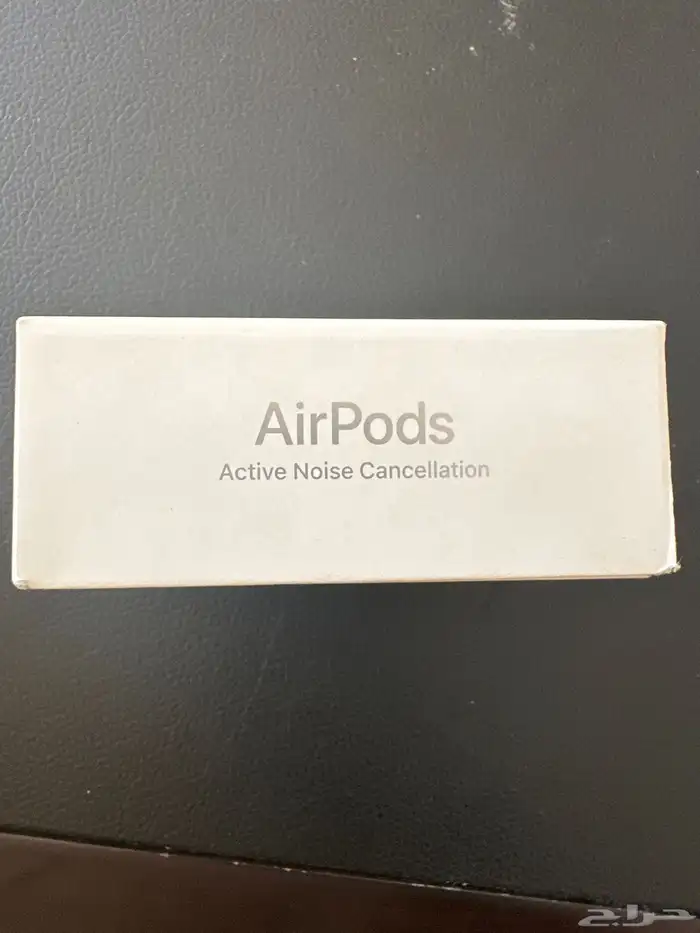 AirPods
Active Noise Cancellation
حراج